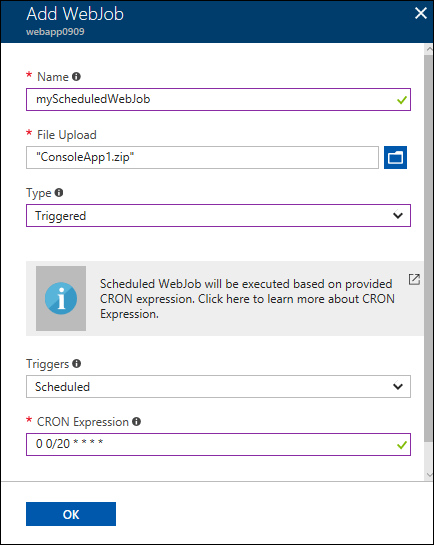 Add WebJob
webapp0909
* Name
myScheduledWebJob
* File Upload
"ConsoleApp1.zip"
Type
Triggered
Scheduled WebJob will be executed based on provided
CRON expression. Click here to learn more about CRON
Expression.
Triggers
Scheduled
* CRON Expression
0 0/20 * * * *
OK